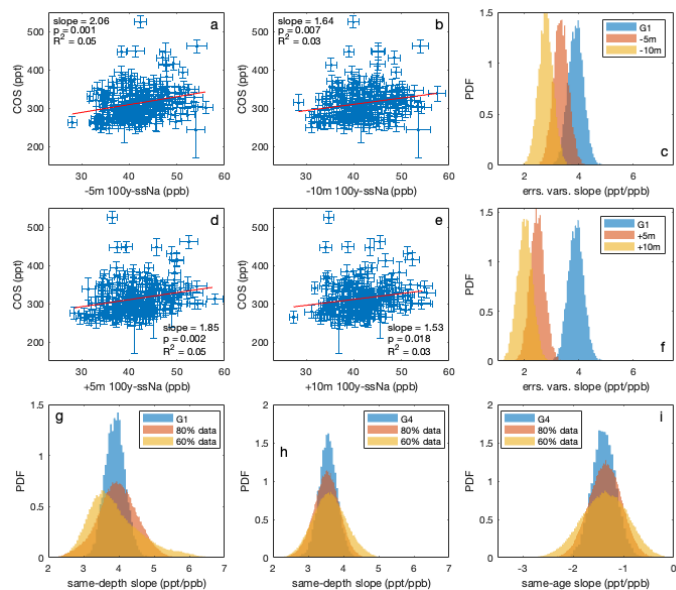 slope = 2.06
p = 0.001
R² = 0.05
a
500
400
300
200
COS (ppt)
20
30
40
50
60
-5m 100y-ssNa (ppb)
slope = 1.64
p = 0.007
R² = 0.03
b
500
400
300
200
COS (ppt)
20
30
40
50
60
-10m 100y-ssNa (ppb)
G1
-5m
-10m
c
1.5
1
0.5
0
PDF
2
4
6
errs. vars. slope (ppt/ppb)
d
slope = 1.85
p = 0.002
R² = 0.05
500
400
300
200
COS (ppt)
20
30
40
50
60
+5m 100y-ssNa (ppb)
e
slope = 1.53
p = 0.018
R² = 0.03
500
400
300
200
COS (ppt)
20
30
40
50
60
+10m 100y-ssNa (ppb)
G1
+5m
+10m
f
1.5
1
0.5
0
PDF
2
4
6
errs. vars. slope (ppt/ppb)
g
G1
80% data
60% data
1.5
1
0.5
0
PDF
2
3
4
5
6
7
same-depth slope (ppt/ppb)
h
G4
80% data
60% data
2
1.5
1
0.5
0
PDF
2
3
4
5
6
7
same-depth slope (ppt/ppb)
G4
80% data
60% data
i
2
1.5
1
0.5
0
PDF
-3
-2
-1
0
same-age slope (ppt/ppb)